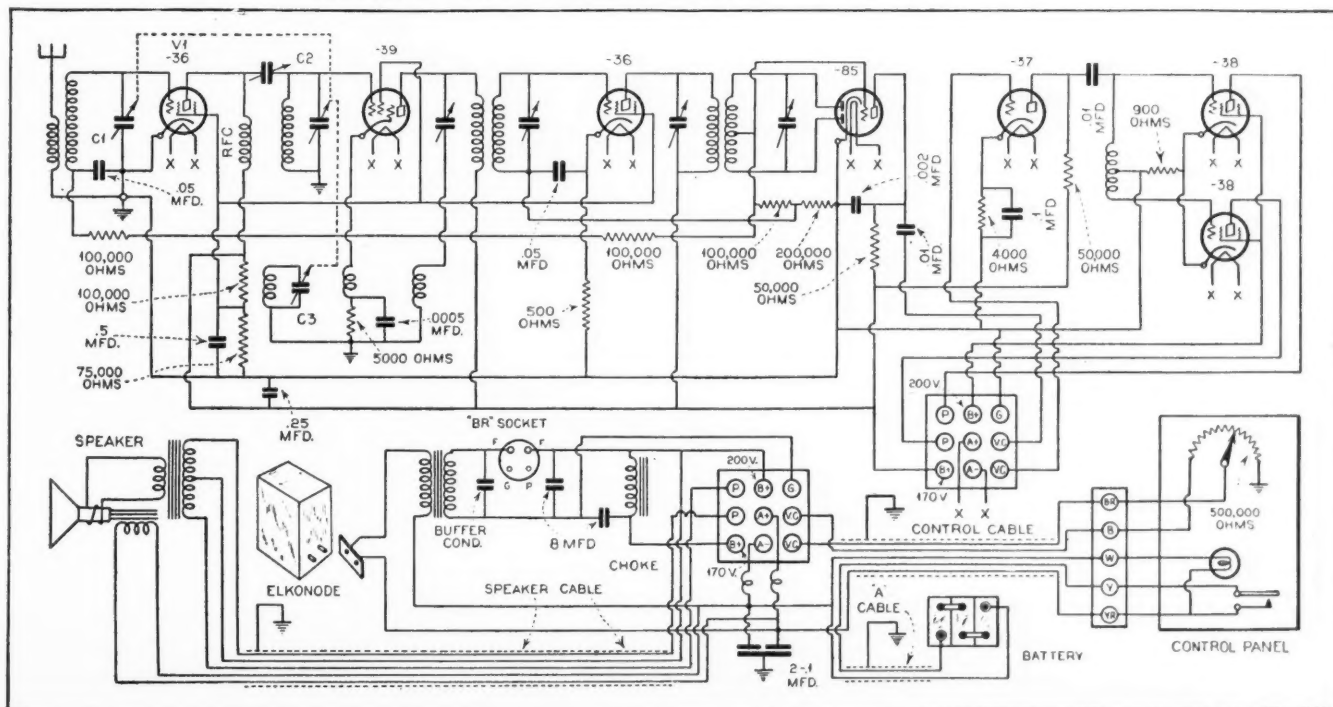 V1
-36
C2
-39
-36
-85
-37
-38
.01 MFD.
900 OHMS
C1
RFC
.05 MFD.
X X
X X
X X
X X
X X
X X
-38
X X
.002 MFD.
.1 MFD
100,000 OHMS
.05 MFD
100,000 OHMS
100,000 OHMS
200,000 OHMS
.01 MFD.
4000 OHMS
50,000 OHMS
100,000 OHMS
C3
.0005 MFD.
500 OHMS
50,000 OHMS
.5 MFD.
5000 OHMS
75,000 OHMS
.25 MFD.
200V.
P B+ G
P A+ VC
B+ A- VC
170 V.
X X
CONTROL CABLE
SPEAKER
"BR" SOCKET
F F
G P
200V.
P B+ G
P A+ VC
B+ A- VC
170V.
BUFFER COND.
8 MFD
CHOKE
ELKONODE
SPEAKER CABLE
"A" CABLE
2-.1 MFD.
BATTERY
BR
B
W
Y
YR
500,000 OHMS
CONTROL PANEL